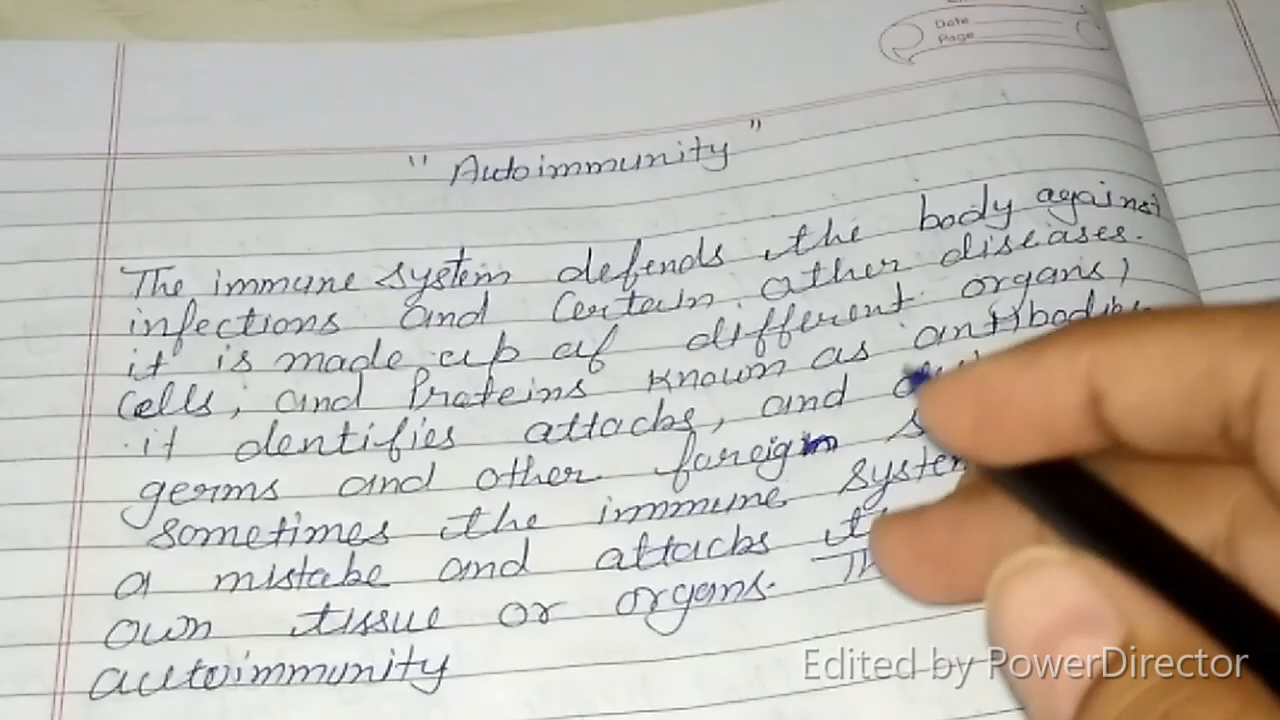 Date
Page
" Autoimmunity "
The immune system defends the body against
infections and certain other diseases.
it is made up of different organs,
cells, and Proteins known as antibodies
it dentifies attacks, and
germs and other foreign
sometimes the immune system
a mistake and attacks
own tissue or organs.
autoimmunity
Edited by PowerDirector